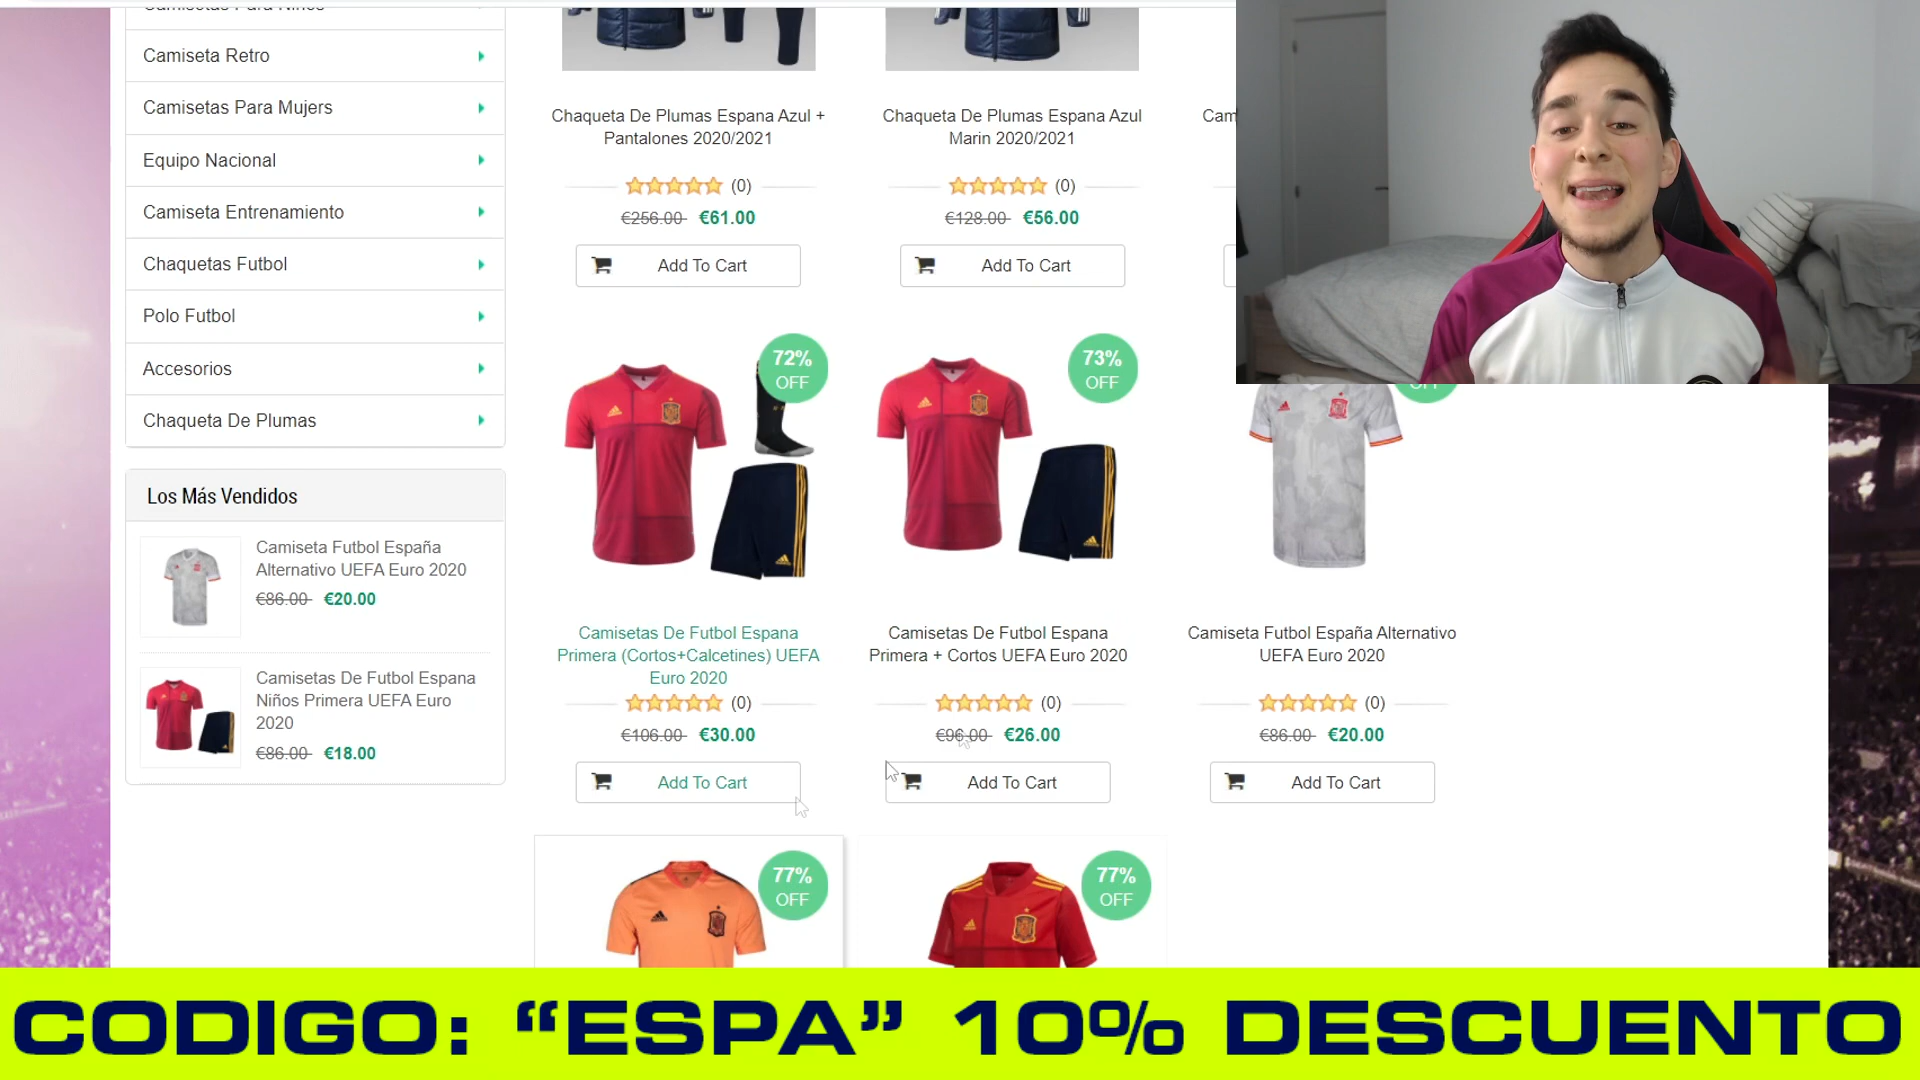 Camisetas Para Niños
Camiseta Retro
Camisetas Para Mujers
Equipo Nacional
Camiseta Entrenamiento
Chaquetas Futbol
Polo Futbol
Accesorios
Chaqueta De Plumas
Los Más Vendidos
Camiseta Futbol España
Alternativo UEFA Euro 2020
€86.00 €20.00
Camisetas De Futbol Espana
Niños Primera UEFA Euro
2020
€86.00 €18.00
Chaqueta De Plumas Espana Azul +
Pantalones 2020/2021
(0)
€256.00 €61.00
Add To Cart
Chaqueta De Plumas Espana Azul
Marin 2020/2021
(0)
€128.00 €56.00
Add To Cart
72%
OFF
Camisetas De Futbol Espana
Primera (Cortos+Calcetines) UEFA
Euro 2020
(0)
€106.00 €30.00
Add To Cart
73%
OFF
Camisetas De Futbol Espana
Primera + Cortos UEFA Euro 2020
(0)
€96.00 €26.00
Add To Cart
OFF
Camiseta Futbol España Alternativo
UEFA Euro 2020
(0)
€86.00 €20.00
Add To Cart
77%
OFF
77%
OFF
CODIGO: “ESPA” 10% DESCUENTO